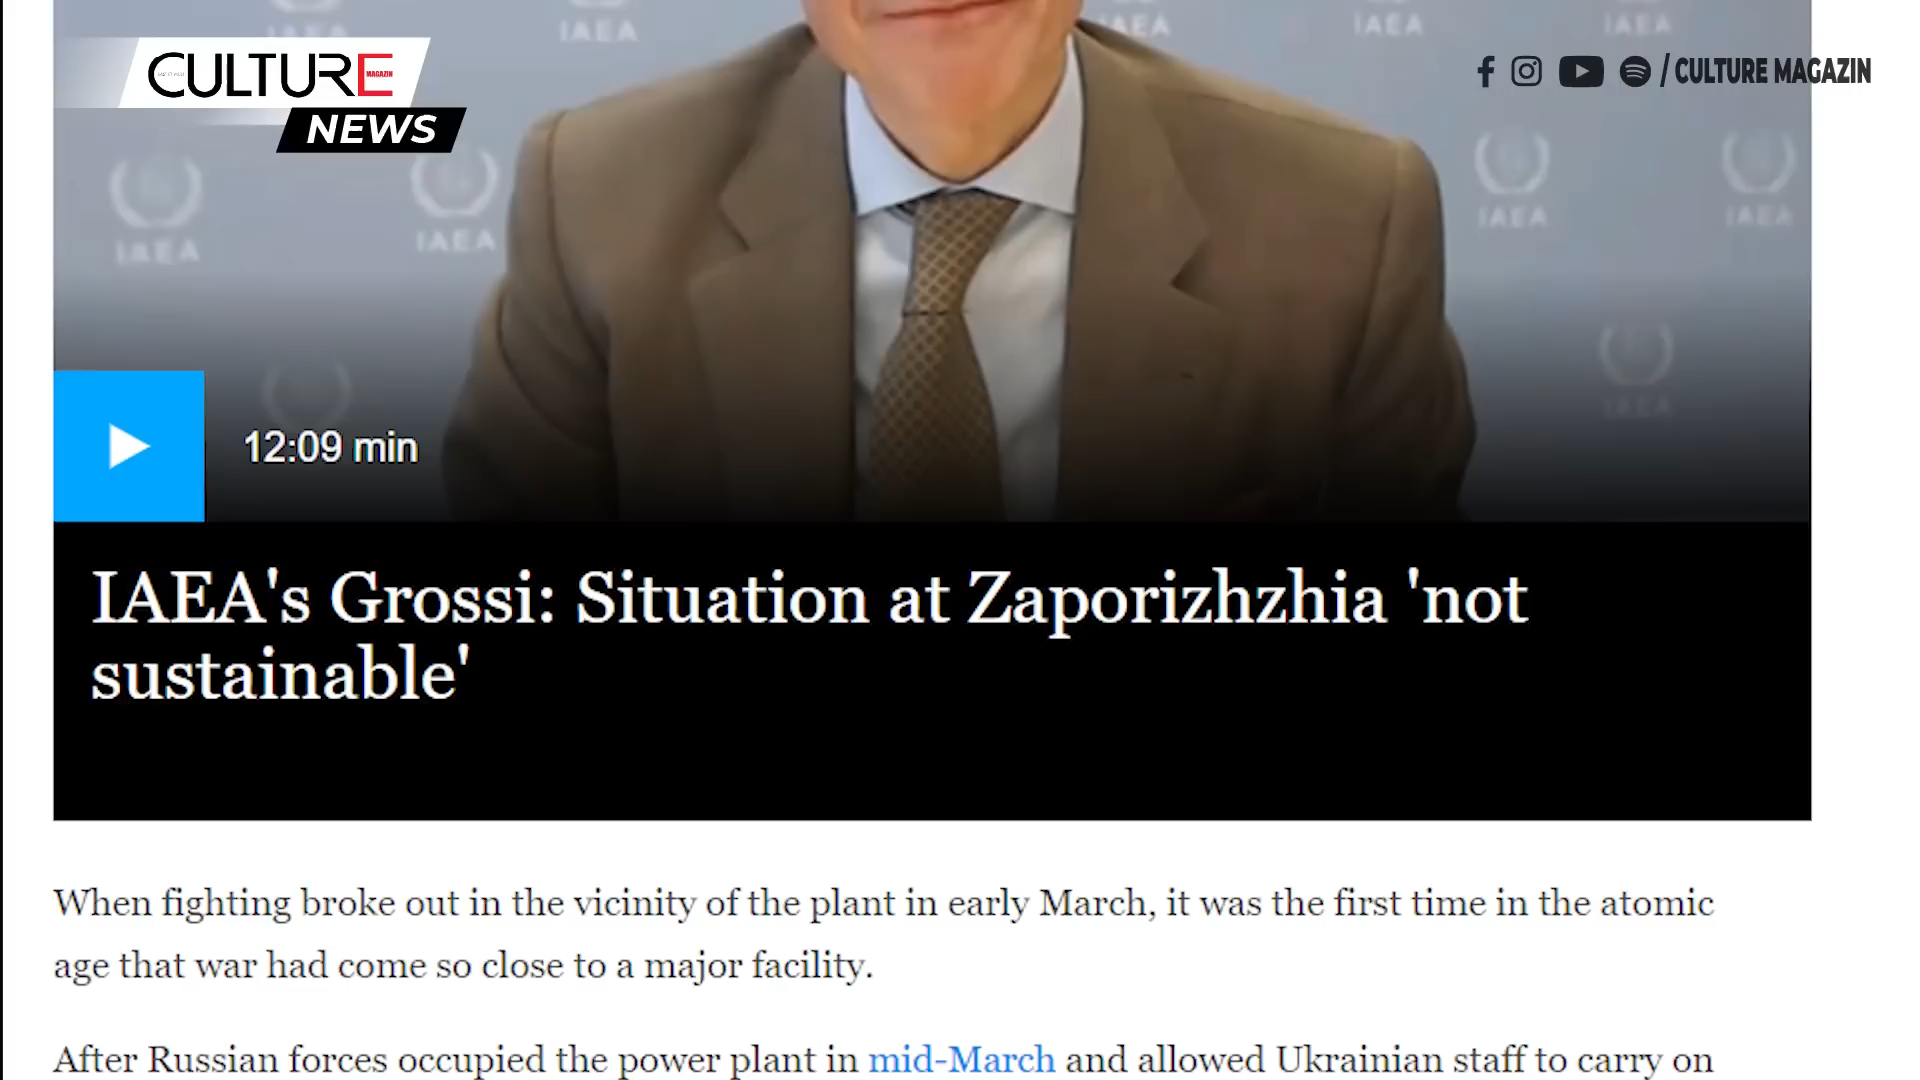 IAEA
IAEA
IAEA
IAEA
IAEA
CULTURE
MAGAZIN
NEWS
/ CULTURE MAGAZIN
IAEA
IAEA
IAEA
IAEA
IAEA
12:09 min
IAEA's Grossi: Situation at Zaporizhzhia 'not
sustainable'
When fighting broke out in the vicinity of the plant in early March, it was the first time in the atomic
age that war had come so close to a major facility.
After Russian forces occupied the power plant in mid-March and allowed Ukrainian staff to carry on